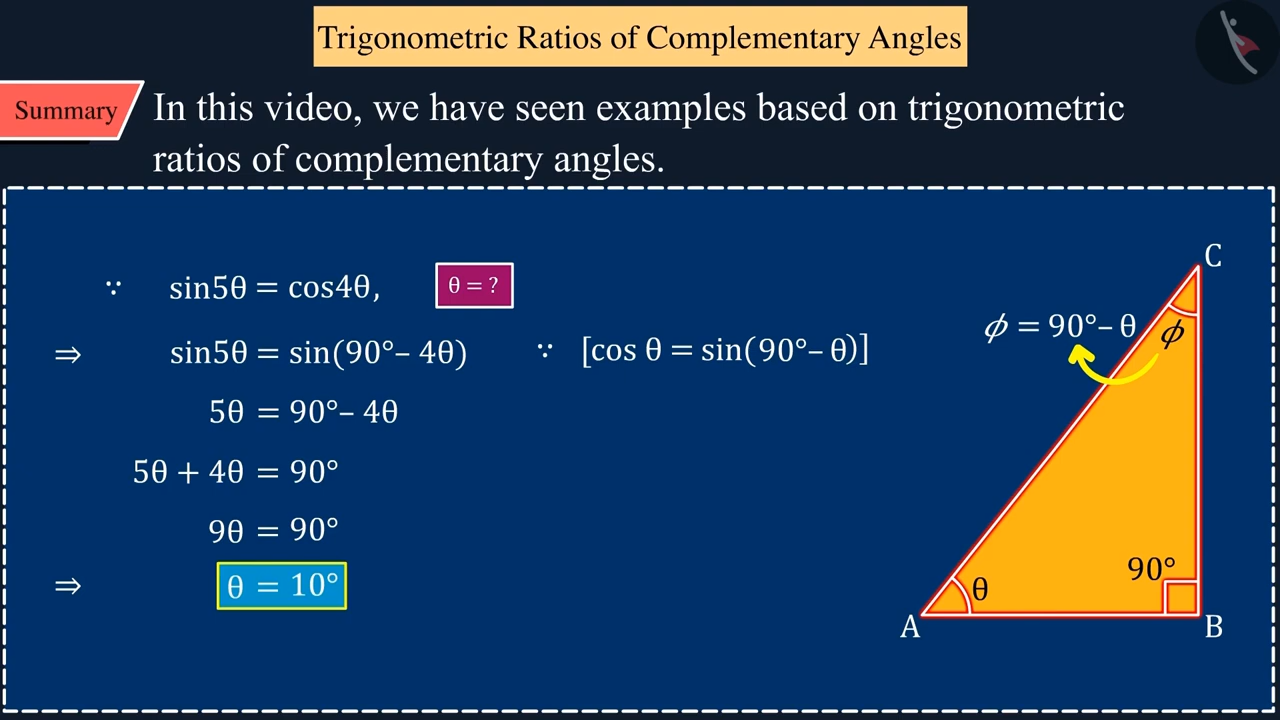 Trigonometric Ratios of Complementary Angles
Summary
In this video, we have seen examples based on trigonometric
ratios of complementary angles.
∵ sin5θ = cos4θ, θ = ?
⇒ sin5θ = sin(90°– 4θ) ∵ [cos θ = sin(90°– θ)]
5θ = 90°– 4θ
5θ + 4θ = 90°
9θ = 90°
⇒ θ = 10°
C
𝜙 = 90°– θ
𝜙
90°
θ
A
B